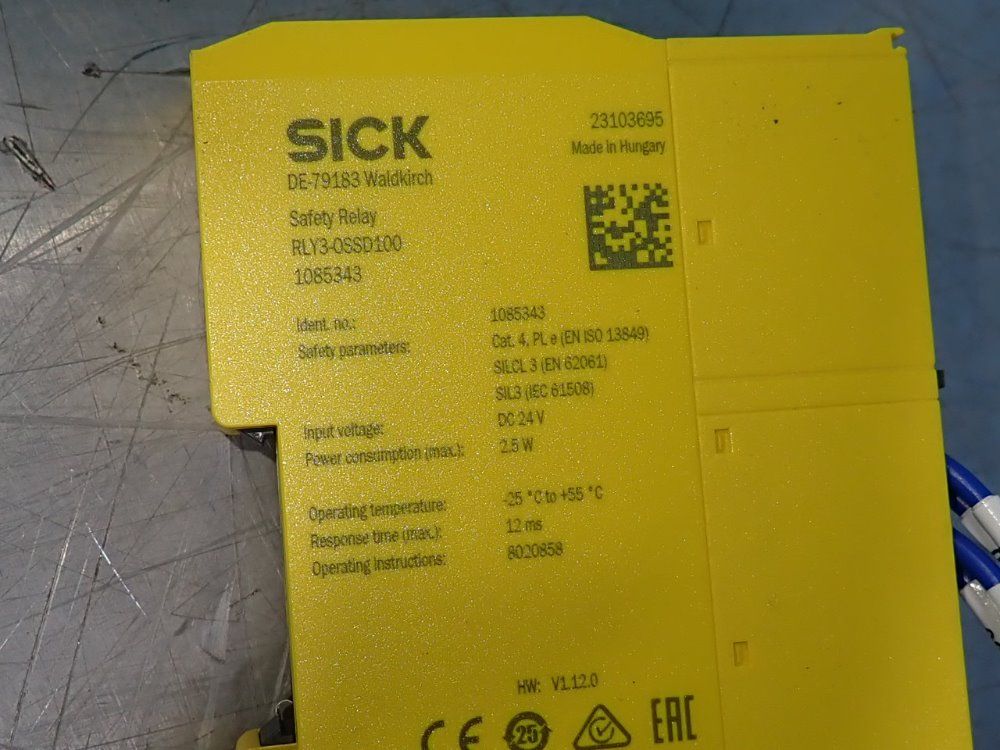 SICK
DE-79183 Waldkirch
23103695
Made in Hungary
Safety Relay
RLY3-OSSD100
1085343
Ident. no.: 1085343
Safety parameters: Cat. 4, PL e (EN ISO 13849)
SILCL 3 (EN 62061)
SIL3 (IEC 61508)
Input voltage: DC 24 V
Power consumption (max.): 2.5 W
Operating temperature: -25 °C to +55 °C
Response time (max.): 12 ms
Operating instructions: 8020858
HW: V1.12.0
CE 25 EAC